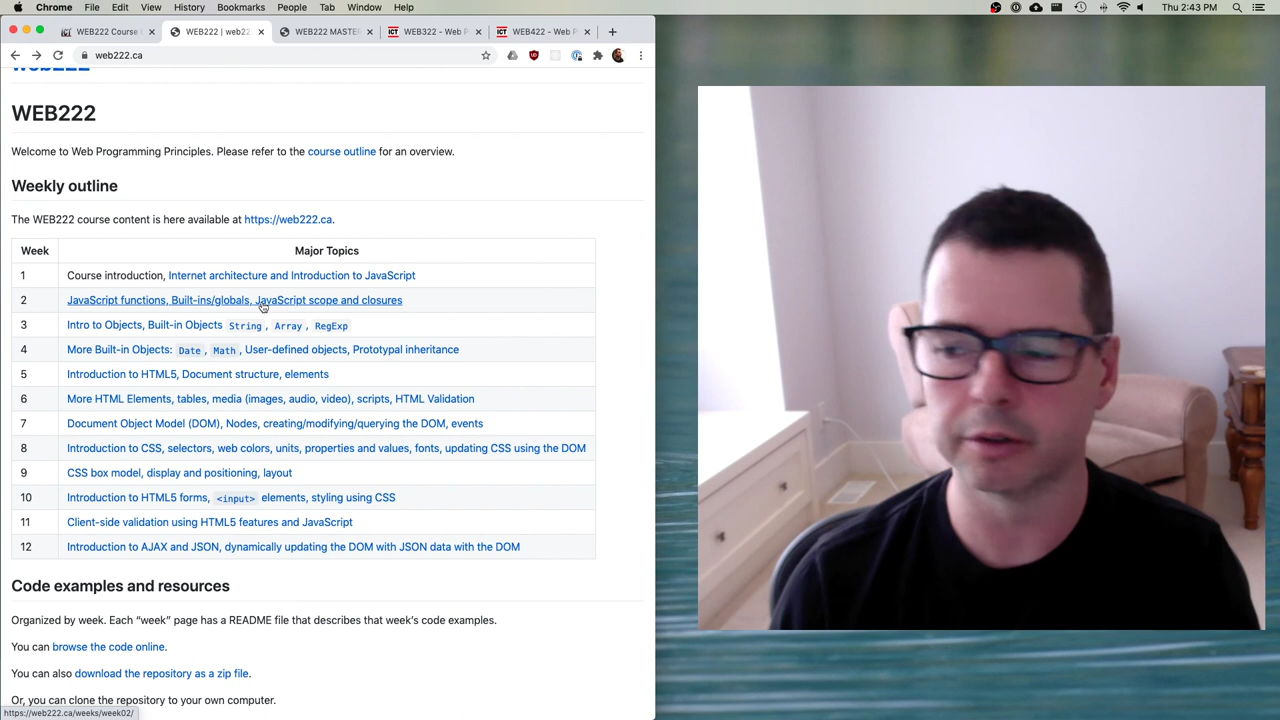 Chrome File Edit View History Bookmarks People Tab Window Help Thu 2:43 PM
WEB222 Course WEB222 | web22 WEB222 MASTE ICT WEB322 - Web P ICT WEB422 - Web P
web222.ca
web222
WEB222
Welcome to Web Programming Principles. Please refer to the course outline for an overview.
Weekly outline
The WEB222 course content is here available at https://web222.ca.
Week Major Topics
1 Course introduction, Internet architecture and Introduction to JavaScript
2 JavaScript functions, Built-ins/globals, JavaScript scope and closures
3 Intro to Objects, Built-in Objects String, Array, RegExp
4 More Built-in Objects: Date, Math, User-defined objects, Prototypal inheritance
5 Introduction to HTML5, Document structure, elements
6 More HTML Elements, tables, media (images, audio, video), scripts, HTML Validation
7 Document Object Model (DOM), Nodes, creating/modifying/querying the DOM, events
8 Introduction to CSS, selectors, web colors, units, properties and values, fonts, updating CSS using the DOM
9 CSS box model, display and positioning, layout
10 Introduction to HTML5 forms, <input> elements, styling using CSS
11 Client-side validation using HTML5 features and JavaScript
12 Introduction to AJAX and JSON, dynamically updating the DOM with JSON data with the DOM
Code examples and resources
Organized by week. Each “week” page has a README file that describes that week’s code examples.
You can browse the code online.
You can also download the repository as a zip file.
Or, you can clone the repository to your own computer.
https://web222.ca/weeks/week02/